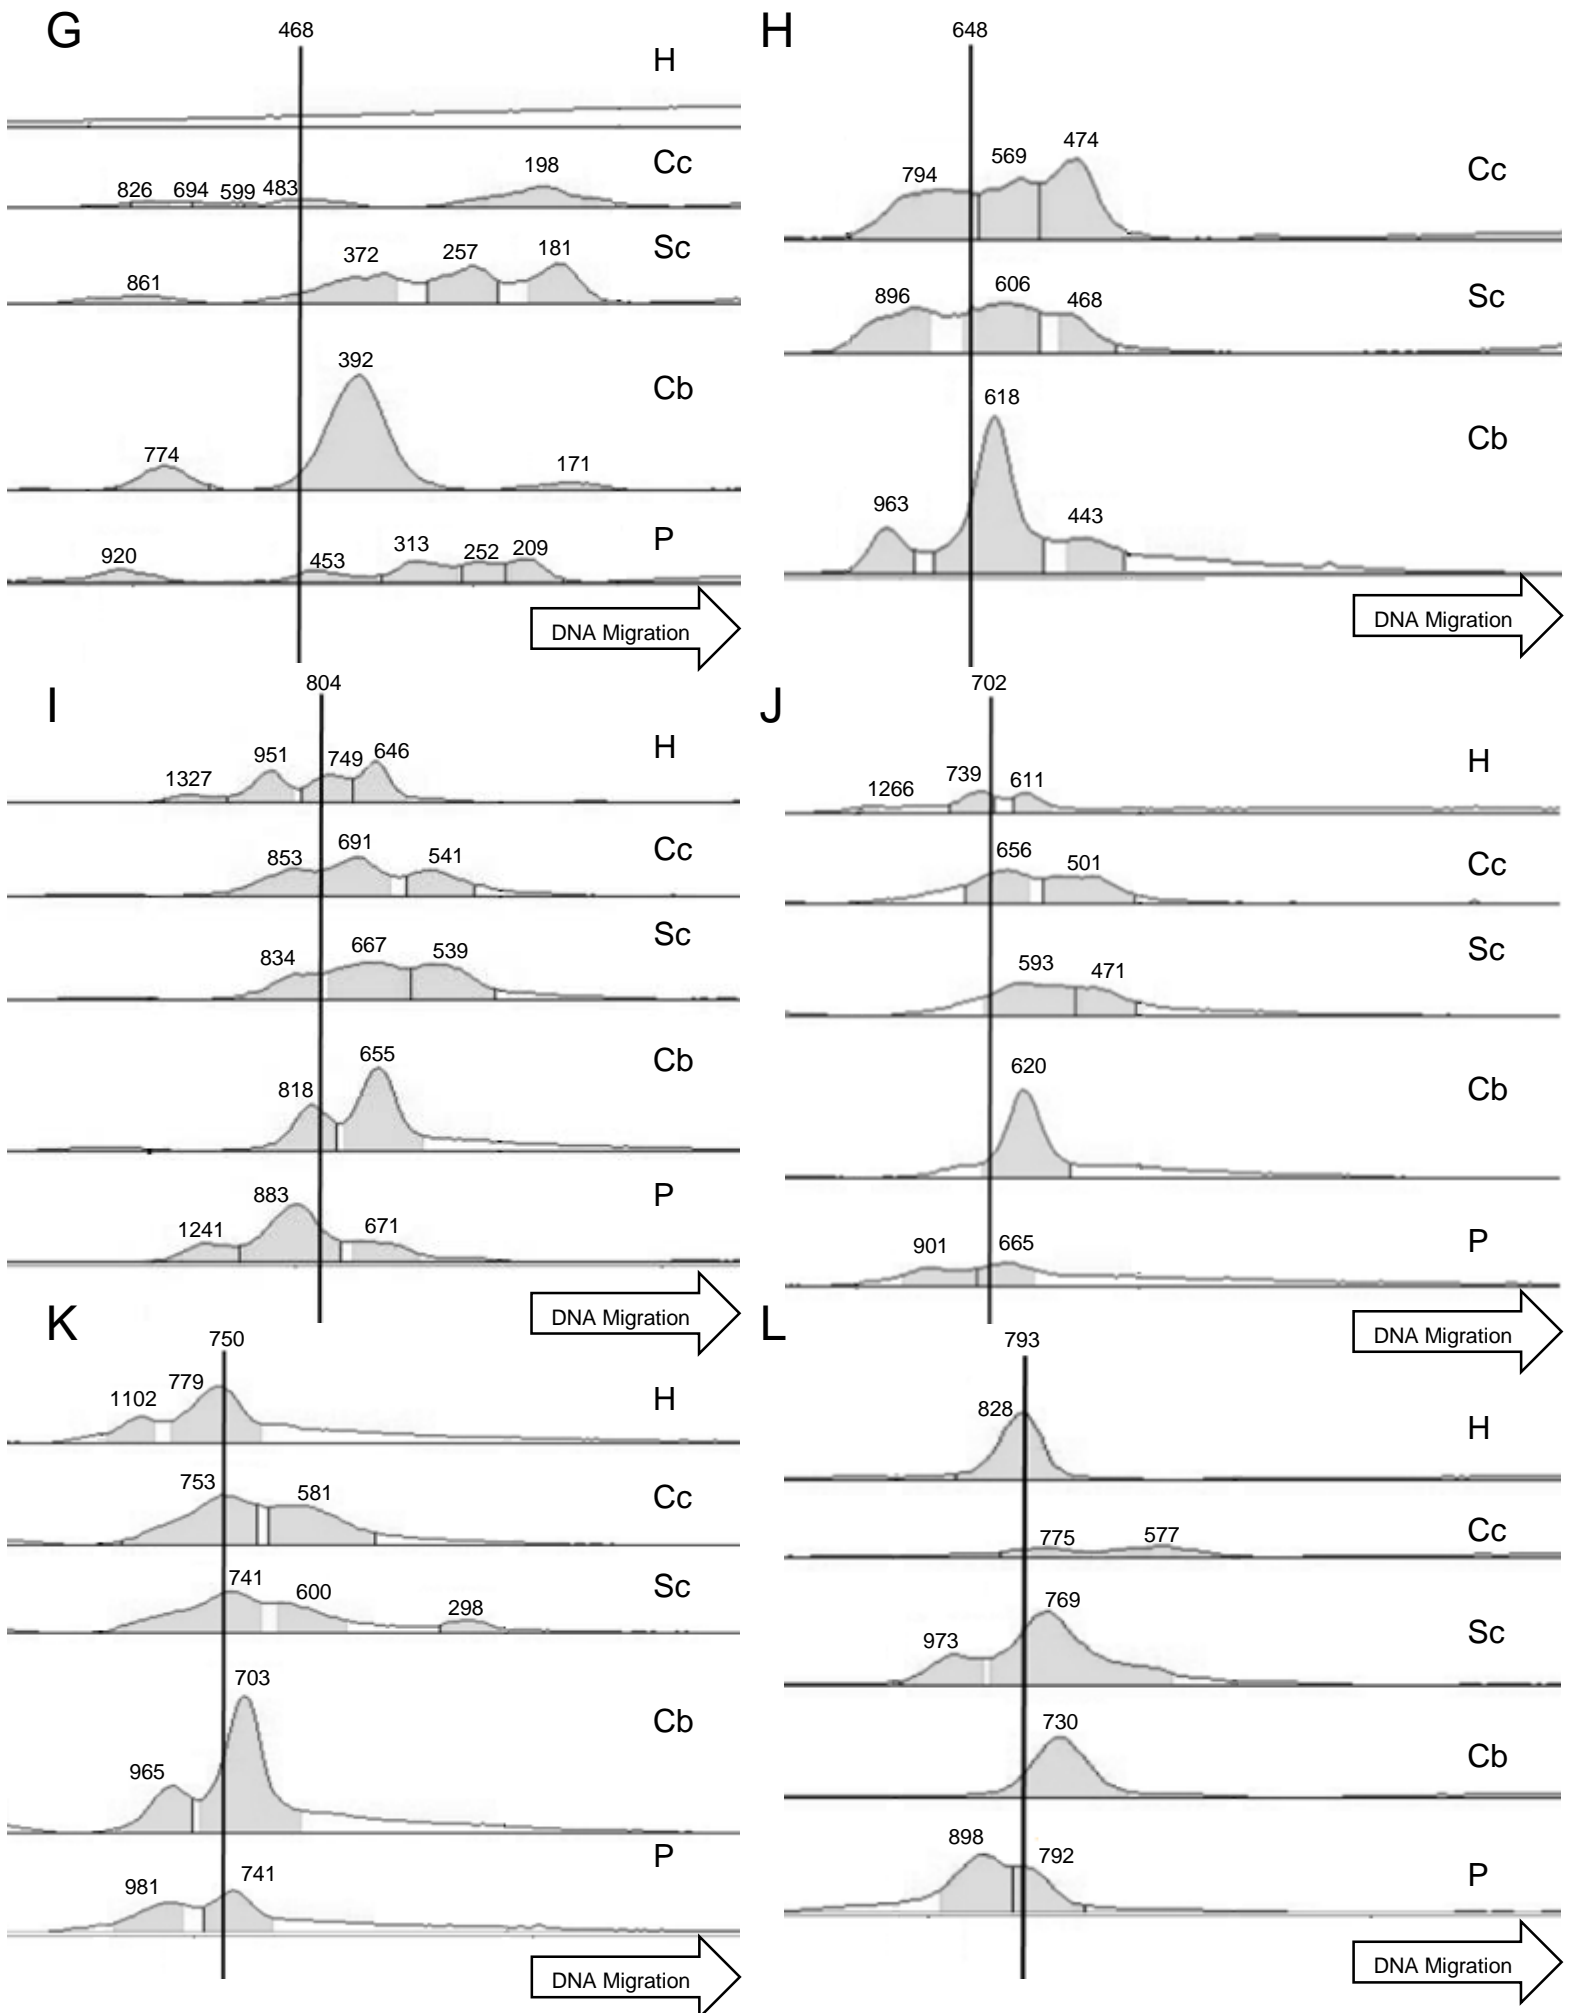 G
468
H
Cc
826 694 599 483 198
Sc
861 372 257 181
Cb
774 392 171
P
920 453 313 252 209
DNA Migration
H
648
Cc
794 569 474
Sc
896 606 468
Cb
963 618 443
DNA Migration
I
804
H
1327 951 749 646
Cc
853 691 541
Sc
834 667 539
Cb
818 655
P
1241 883 671
DNA Migration
J
702
H
1266 739 611
Cc
656 501
Sc
593 471
Cb
620
P
901 665
DNA Migration
K
750
H
1102 779
Cc
753 581
Sc
741 600 298
Cb
965 703
P
981 741
DNA Migration
L
793
H
828
Cc
775 577
Sc
973 769
Cb
730
P
898 792
DNA Migration